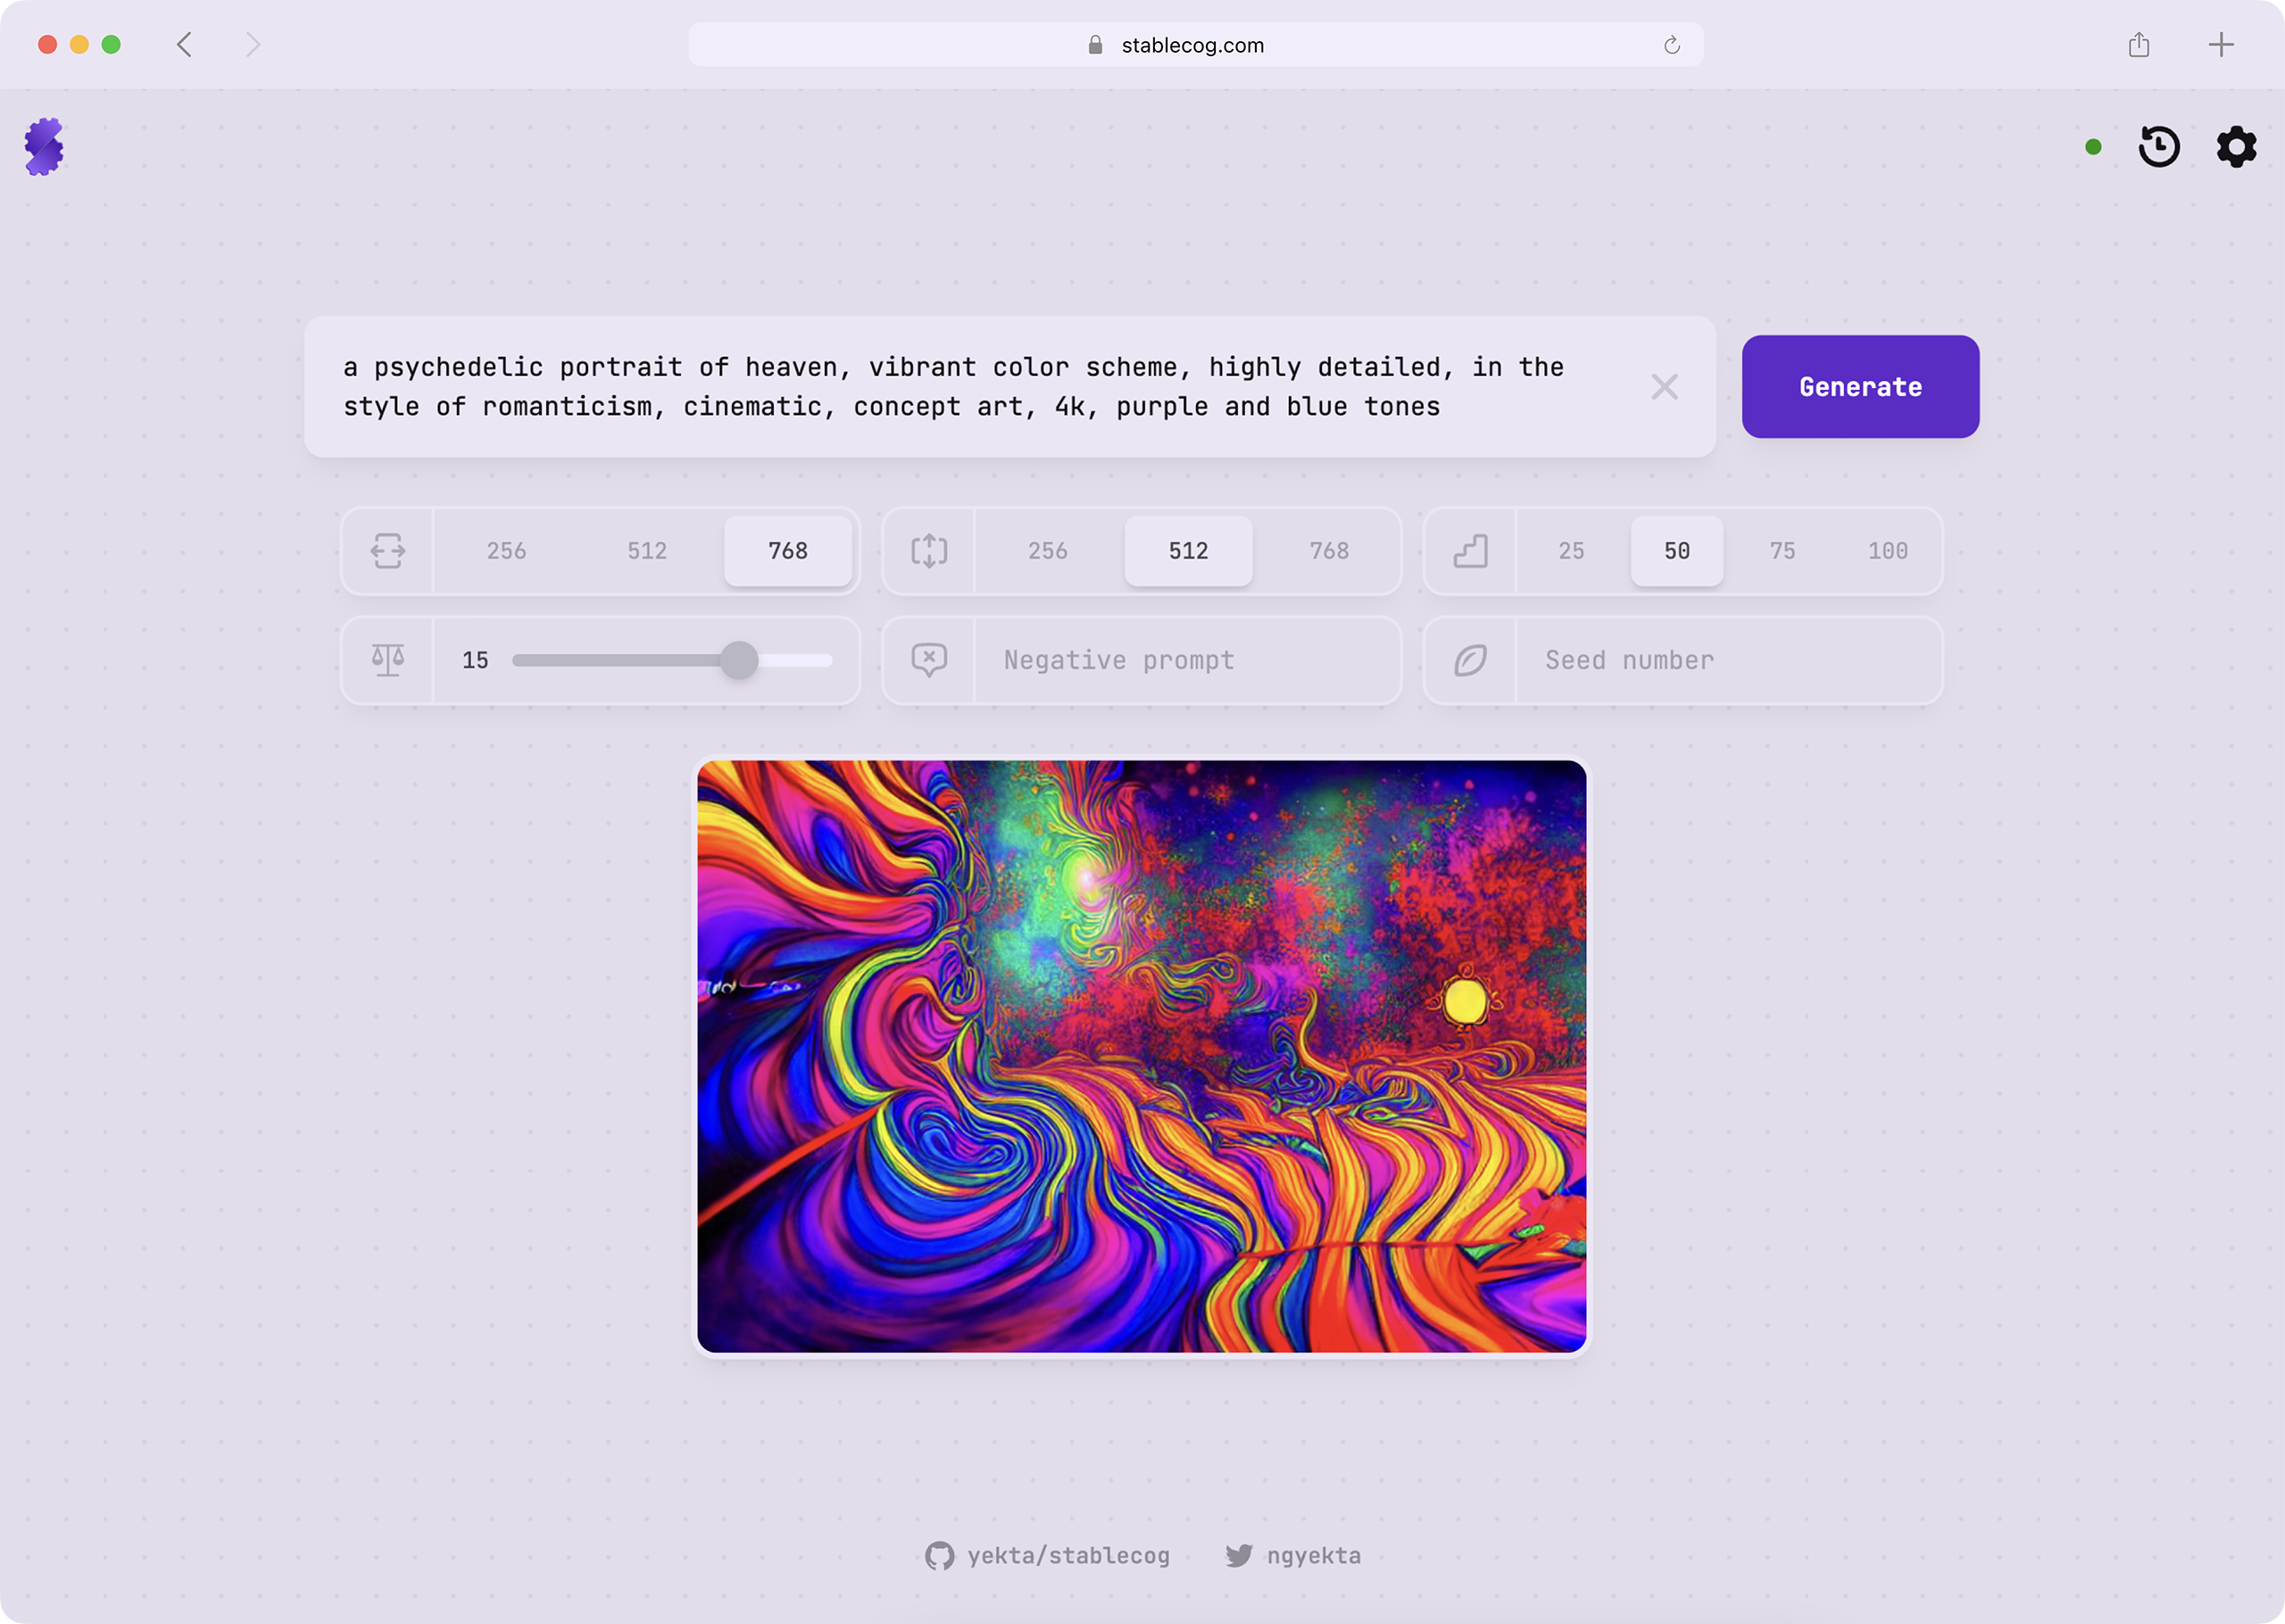 stablecog.com
a psychedelic portrait of heaven, vibrant color scheme, highly detailed, in the
style of romanticism, cinematic, concept art, 4k, purple and blue tones
Generate
256 512 768
256 512 768
25 50 75 100
15
Negative prompt
Seed number
yekta/stablecog
ngyekta